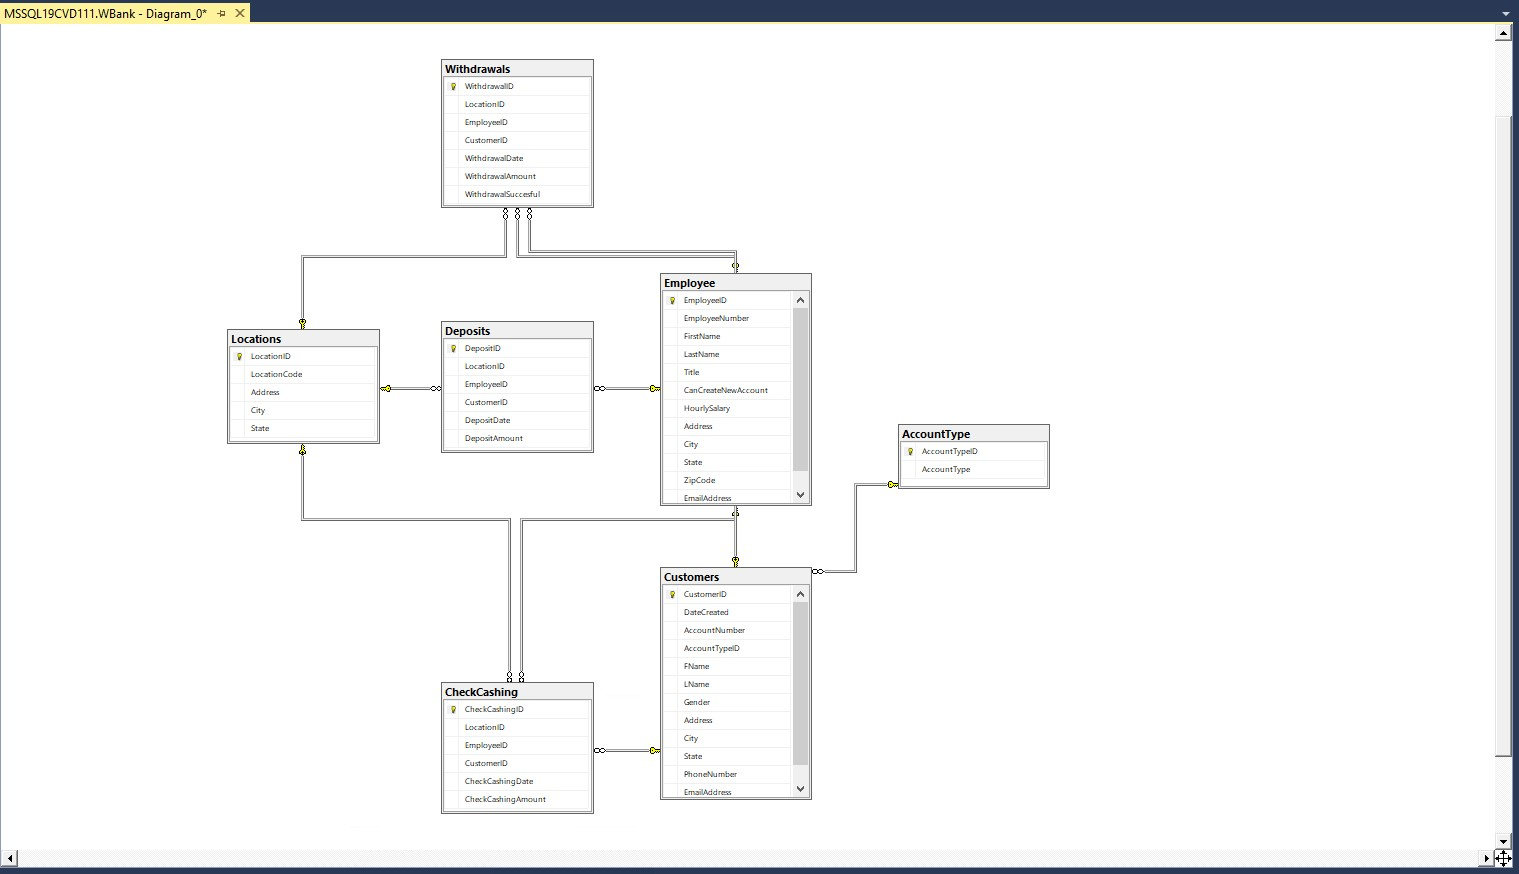 MSSQL19CVD111.WBank - Diagram_0*
Withdrawals
WithdrawalID
LocationID
EmployeeID
CustomerID
WithdrawalDate
WithdrawalAmount
WithdrawalSuccesful
Locations
LocationID
LocationCode
Address
City
State
Deposits
DepositID
LocationID
EmployeeID
CustomerID
DepositDate
DepositAmount
Employee
EmployeeID
EmployeeNumber
FirstName
LastName
Title
CanCreateNewAccount
HourlySalary
Address
City
State
ZipCode
EmailAddress
AccountType
AccountTypeID
AccountType
Customers
CustomerID
DateCreated
AccountNumber
AccountTypeID
FName
LName
Gender
Address
City
State
PhoneNumber
EmailAddress
CheckCashing
CheckCashingID
LocationID
EmployeeID
CustomerID
CheckCashingDate
CheckCashingAmount